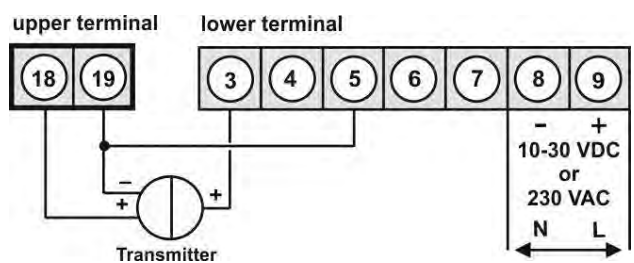 upper terminal lower terminal
18 19 3 4 5 6 7 8 9
– +
10-30 VDC
or
230 VAC
N L
–
+ +
Transmitter